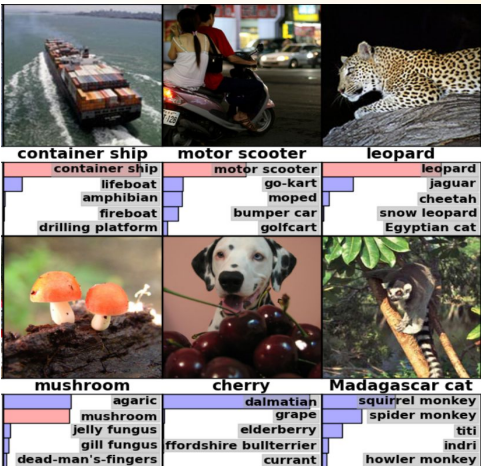 container ship motor scooter leopard
container ship motor scooter leopard
lifeboat go-kart jaguar
amphibian moped cheetah
fireboat bumper car snow leopard
drilling platform golfcart Egyptian cat
mushroom cherry Madagascar cat
agaric dalmatian squirrel monkey
mushroom grape spider monkey
jelly fungus elderberry titi
gill fungus ffordshire bullterrier indri
dead-man's-fingers currant howler monkey